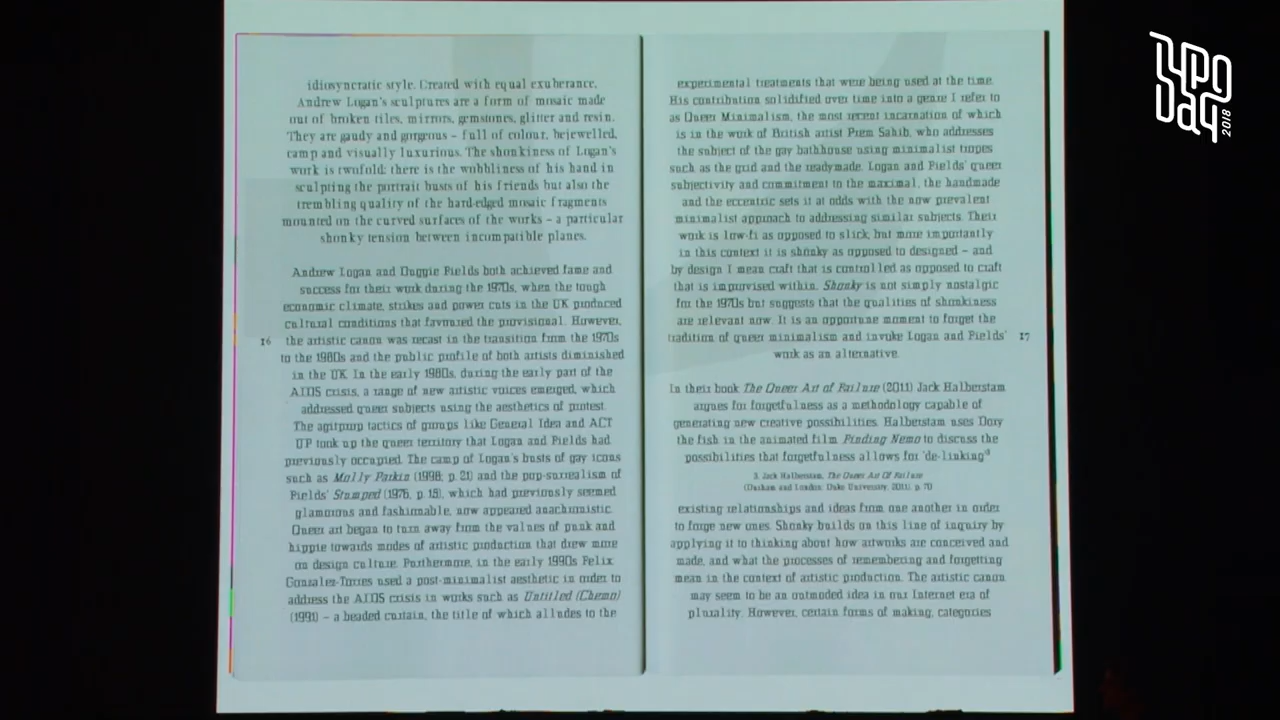 idiosyncratic style. Created with equal exuberance,
Andrew Logan's sculptures are a form of mosaic made
out of broken tiles, mirrors, gemstones, glitter and resin.
They are gaudy and gorgeous – full of colour, bejewelled,
camp and visually luxurious. The shonkiness of Logan's
work is twofold: there is the wobbliness of his hand in
sculpting the portrait busts of his friends but also the
trembling quality of the hard-edged mosaic fragments
mounted on the curved surfaces of the works – a particular
shonky tension between incompatible planes.
Andrew Logan and Duggie Fields both achieved fame and
success for their work during the 1970s, when the tough
economic climate, strikes and power cuts in the UK produced
cultural conditions that favoured the provisional. However,
the artistic canon was recast in the transition from the 1970s
to the 1980s and the public profile of both artists diminished
in the UK. In the early 1980s, during the early part of the
AIDS crisis, a range of new artistic voices emerged, which
addressed queer subjects using the aesthetics of protest.
The agitprop tactics of groups like General Idea and ACT
UP took up the queer territory that Logan and Fields had
previously occupied. The camp of Logan's busts of gay icons
such as Molly Parkin (1998; p.21) and the pop-surrealism of
Fields' Stumped (1976, p.18), which had previously seemed
glamorous and fashionable, now appeared anachronistic.
Queer art began to turn away from the values of punk and
hippie towards modes of artistic production that drew more
on design culture. Furthermore, in the early 1990s Felix
Gonzalez-Torres used a post-minimalist aesthetic in order to
address the AIDS crisis in works such as Untitled (Chemo)
(1991) – a beaded curtain, the title of which alludes to the
16
experimental treatments that were being used at the time.
His contribution solidified over time into a genre I refer to
as Queer Minimalism, the most recent incarnation of which
is in the work of British artist Prem Sahib, who addresses
the subject of the gay bathhouse using minimalist tropes
such as the grid and the readymade. Logan and Fields' queer
subjectivity and commitment to the maximal, the handmade
and the eccentric sets it at odds with the now prevalent
minimalist approach to addressing similar subjects. Their
work is low-fi as opposed to slick, but more importantly
in this context it is shonky as opposed to designed – and
by design I mean craft that is controlled as opposed to craft
that is improvised within. Shonky is not simply nostalgic
for the 1970s but suggests that the qualities of shonkiness
are relevant now. It is an opportune moment to forget the
tradition of queer minimalism and invoke Logan and Fields'
work as an alternative.
17
In their book The Queer Art of Failure (2011) Jack Halberstam
argues for forgetfulness as a methodology capable of
generating new creative possibilities. Halberstam uses Dory
the fish in the animated film Finding Nemo to discuss the
possibilities that forgetfulness allows for 'de-linking'³
3. Jack Halberstam, The Queer Art Of Failure
(Durham and London: Duke University, 2011), p. 70
existing relationships and ideas from one another in order
to forge new ones. Shonky builds on this line of inquiry by
applying it to thinking about how artworks are conceived and
made, and what the processes of remembering and forgetting
mean in the context of artistic production. The artistic canon
may seem to be an outmoded idea in our Internet era of
plurality. However, certain forms of making, categories
TYPO
Day
2018